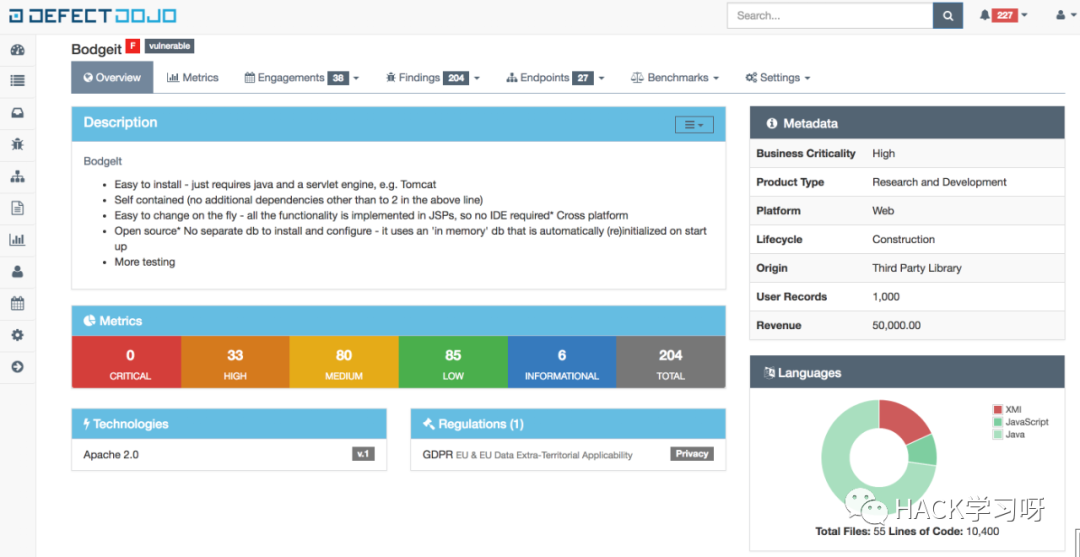 DEFECTDOJO
Search...
227
Bodgeit F vulnerable
Overview
Metrics
Engagements 38
Findings 204
Endpoints 27
Benchmarks
Settings
Description
BodgeIt
Easy to install - just requires java and a servlet engine, e.g. Tomcat
Self contained (no additional dependencies other than to 2 in the above line)
Easy to change on the fly - all the functionality is implemented in JSPs, so no IDE required* Cross platform
Open source* No separate db to install and configure - it uses an 'in memory' db that is automatically (re)initialized on start
up
More testing
Metrics
0
CRITICAL
33
HIGH
80
MEDIUM
85
LOW
6
INFORMATIONAL
204
TOTAL
Technologies
Apache 2.0 v.1
Regulations (1)
GDPR EU & EU Data Extra-Territorial Applicability Privacy
Metadata
Business Criticality High
Product Type Research and Development
Platform Web
Lifecycle Construction
Origin Third Party Library
User Records 1,000
Revenue 50,000.00
Languages
XMl
JavaScript
Java
HACK学习呀
Total Files: 55 Lines of Code: 10,400